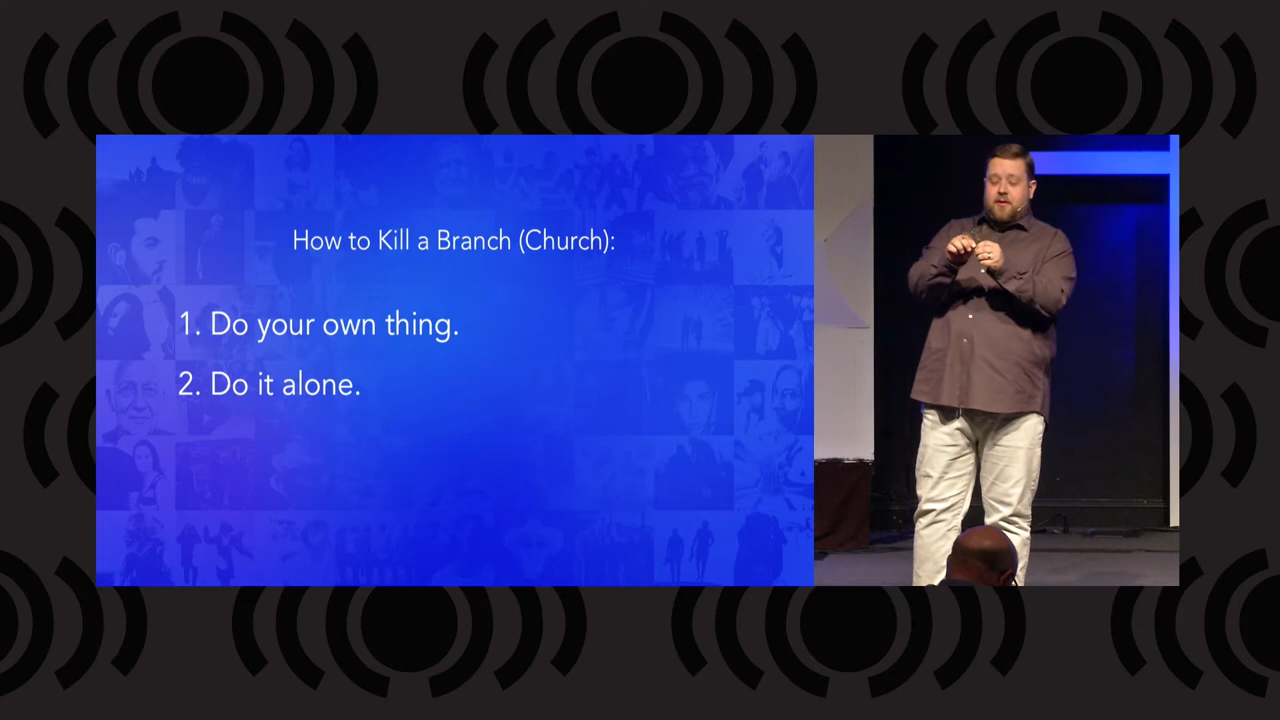 How to Kill a Branch (Church):
1. Do your own thing.
2. Do it alone.